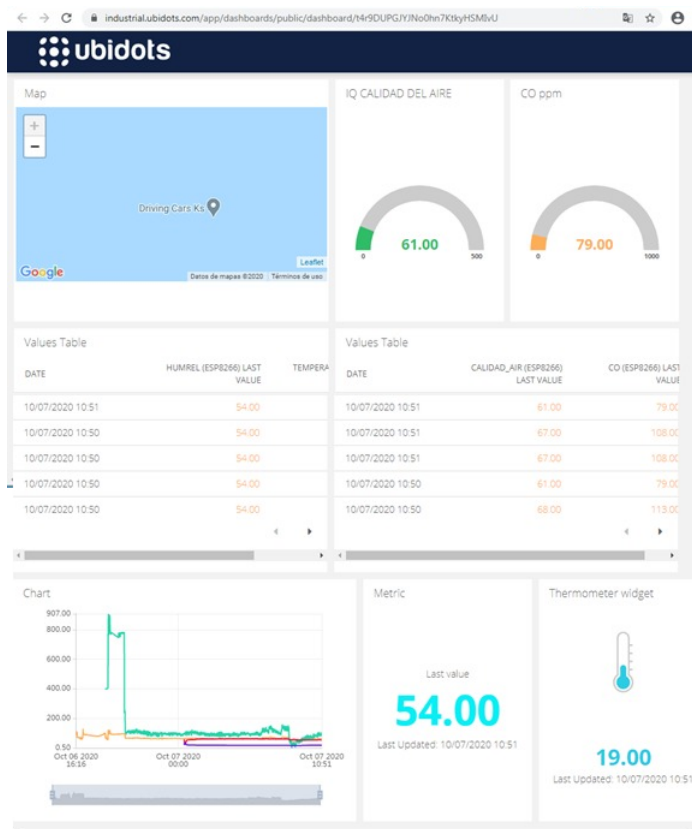 industrial.ubidots.com/app/dashboards/public/dashboard/t4r9DUPGJYJNo0hn7KtkyHSMlvU
ubidots
Map
IQ CALIDAD DEL AIRE
CO ppm
+
−
Driving Cars Ks
Google
Leaflet
Datos de mapas ©2020 Términos de uso
61.00
0
500
79.00
0
1000
Values Table
DATE
HUMREL (ESP8266) LAST
VALUE
TEMPERA
10/07/2020 10:51 54.00
10/07/2020 10:50 54.00
10/07/2020 10:50 54.00
10/07/2020 10:50 54.00
10/07/2020 10:50 54.00
Values Table
DATE
CALIDAD_AIR (ESP8266)
LAST VALUE
CO (ESP8266) LAST
VALUE
10/07/2020 10:51 61.00 79.00
10/07/2020 10:51 67.00 108.00
10/07/2020 10:51 67.00 108.00
10/07/2020 10:50 61.00 79.00
10/07/2020 10:50 68.00 113.00
Chart
907.00
800.00
600.00
400.00
200.00
0.50
Oct 06 2020
16:16
Oct 07 2020
00:00
Oct 07 2020
10:51
Metric
Last value
54.00
Last Updated: 10/07/2020 10:51
Thermometer widget
19.00
Last Updated: 10/07/2020 10:51